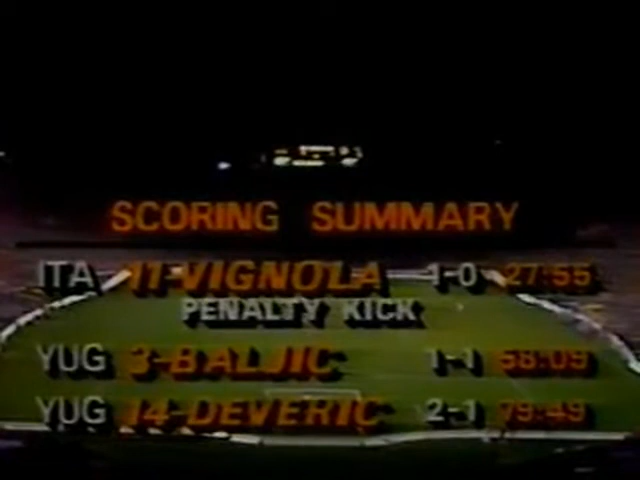 SCORING SUMMARY
ITA 11-VIGNOLA 1-0 27:55
PENALTY KICK
YUG 3-BALJIC 1-1 58:09
YUG 14-DEVERIC 2-1 79:49